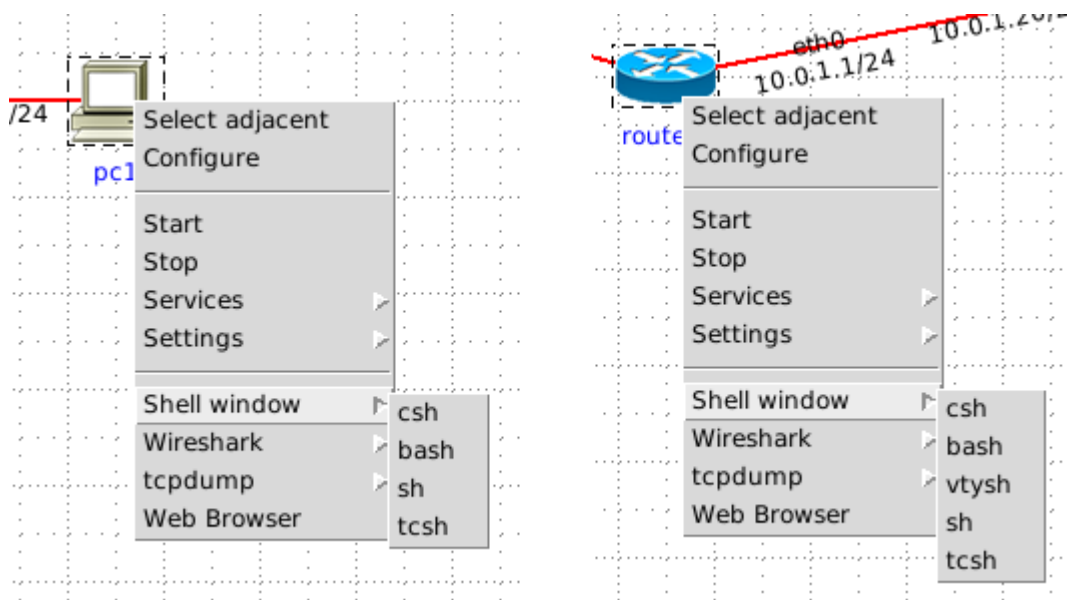 /24
pc1
Select adjacent
Configure
Start
Stop
Services
Settings
Shell window
Wireshark
tcpdump
Web Browser
csh
bash
sh
tcsh
eth0
10.0.1.1/24
route
Select adjacent
Configure
Start
Stop
Services
Settings
Shell window
Wireshark
tcpdump
Web Browser
csh
bash
vtysh
sh
tcsh